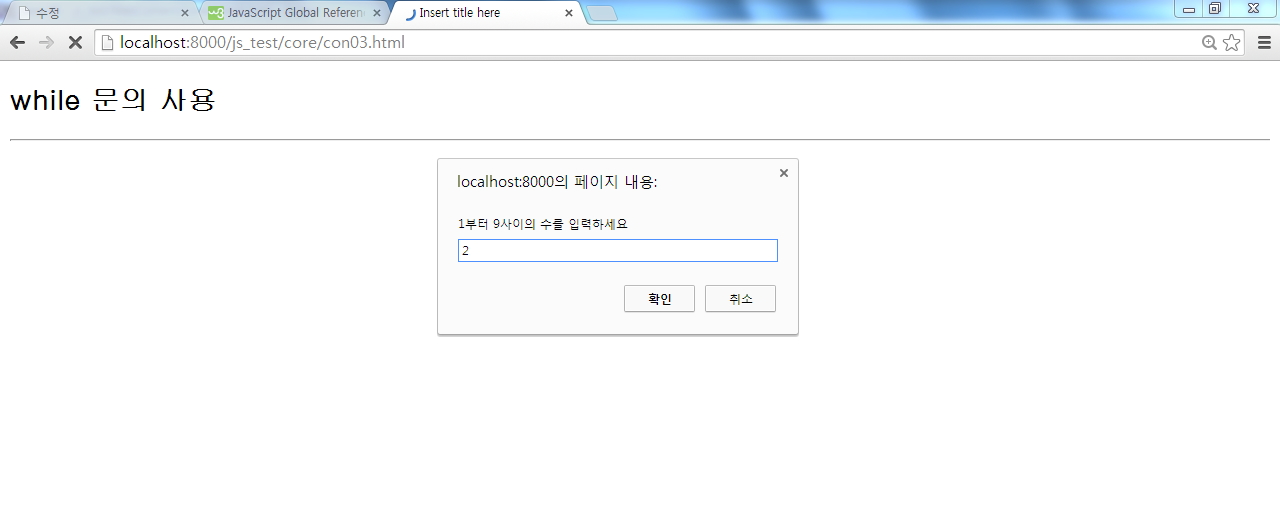 수정
JavaScript Global Referen
Insert title here
localhost:8000/js_test/core/con03.html
while 문의 사용
localhost:8000의 페이지 내용:
1부터 9사이의 수를 입력하세요
2
확인 취소